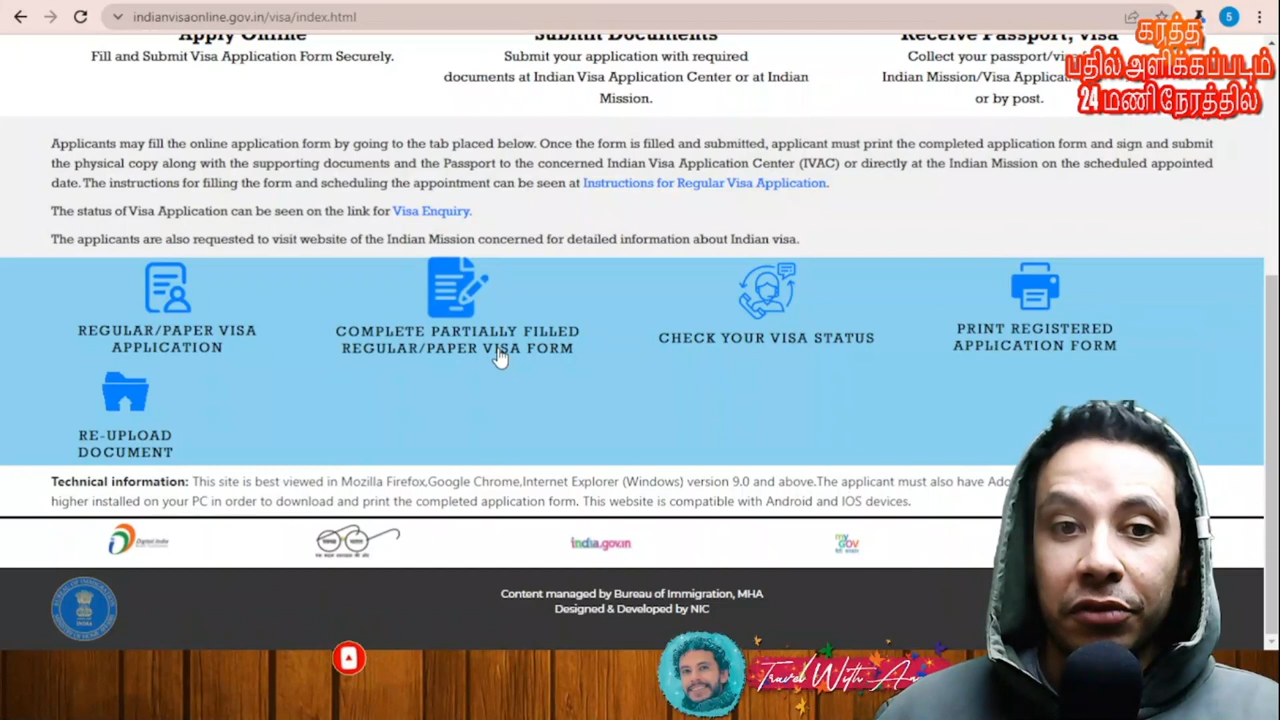 indianvisaonline.gov.in/visa/index.html
5
கருத்து
பதில் அளிக்கப்படும்
24 மணி நேரத்தில்
Apply Online
Fill and Submit Visa Application Form Securely.
Submit Documents
Submit your application with required
documents at Indian Visa Application Center or at Indian
Mission.
Receive Passport, Visa
Collect your
Indian Mission/Visa
or by post.
Applicants may fill the online application form by going to the tab placed below. Once the form is filled and submitted, applicant must print the completed application form and sign and submit
the physical copy along with the supporting documents and the Passport to the concerned Indian Visa Application Center (IVAC) or directly at the Indian Mission on the scheduled appointed
date. The instructions for filling the form and scheduling the appointment can be seen at Instructions for Regular Visa Application.
The status of Visa Application can be seen on the link for Visa Enquiry.
The applicants are also requested to visit website of the Indian Mission concerned for detailed information about Indian visa.
REGULAR/PAPER VISA
APPLICATION
COMPLETE PARTIALLY FILLED
REGULAR/PAPER VISA FORM
CHECK YOUR VISA STATUS
PRINT REGISTERED
APPLICATION FORM
RE-UPLOAD
DOCUMENT
Technical information: This site is best viewed in Mozilla Firefox,Google Chrome,Internet Explorer (Windows) version 9.0 and above.The applicant must also have
higher installed on your PC in order to download and print the completed application form. This website is compatible with Android and IOS devices.
Digital India
india.gov.in
my
Gov
Content managed by Bureau of Immigration, MHA
Designed & Developed by NIC
Travel With